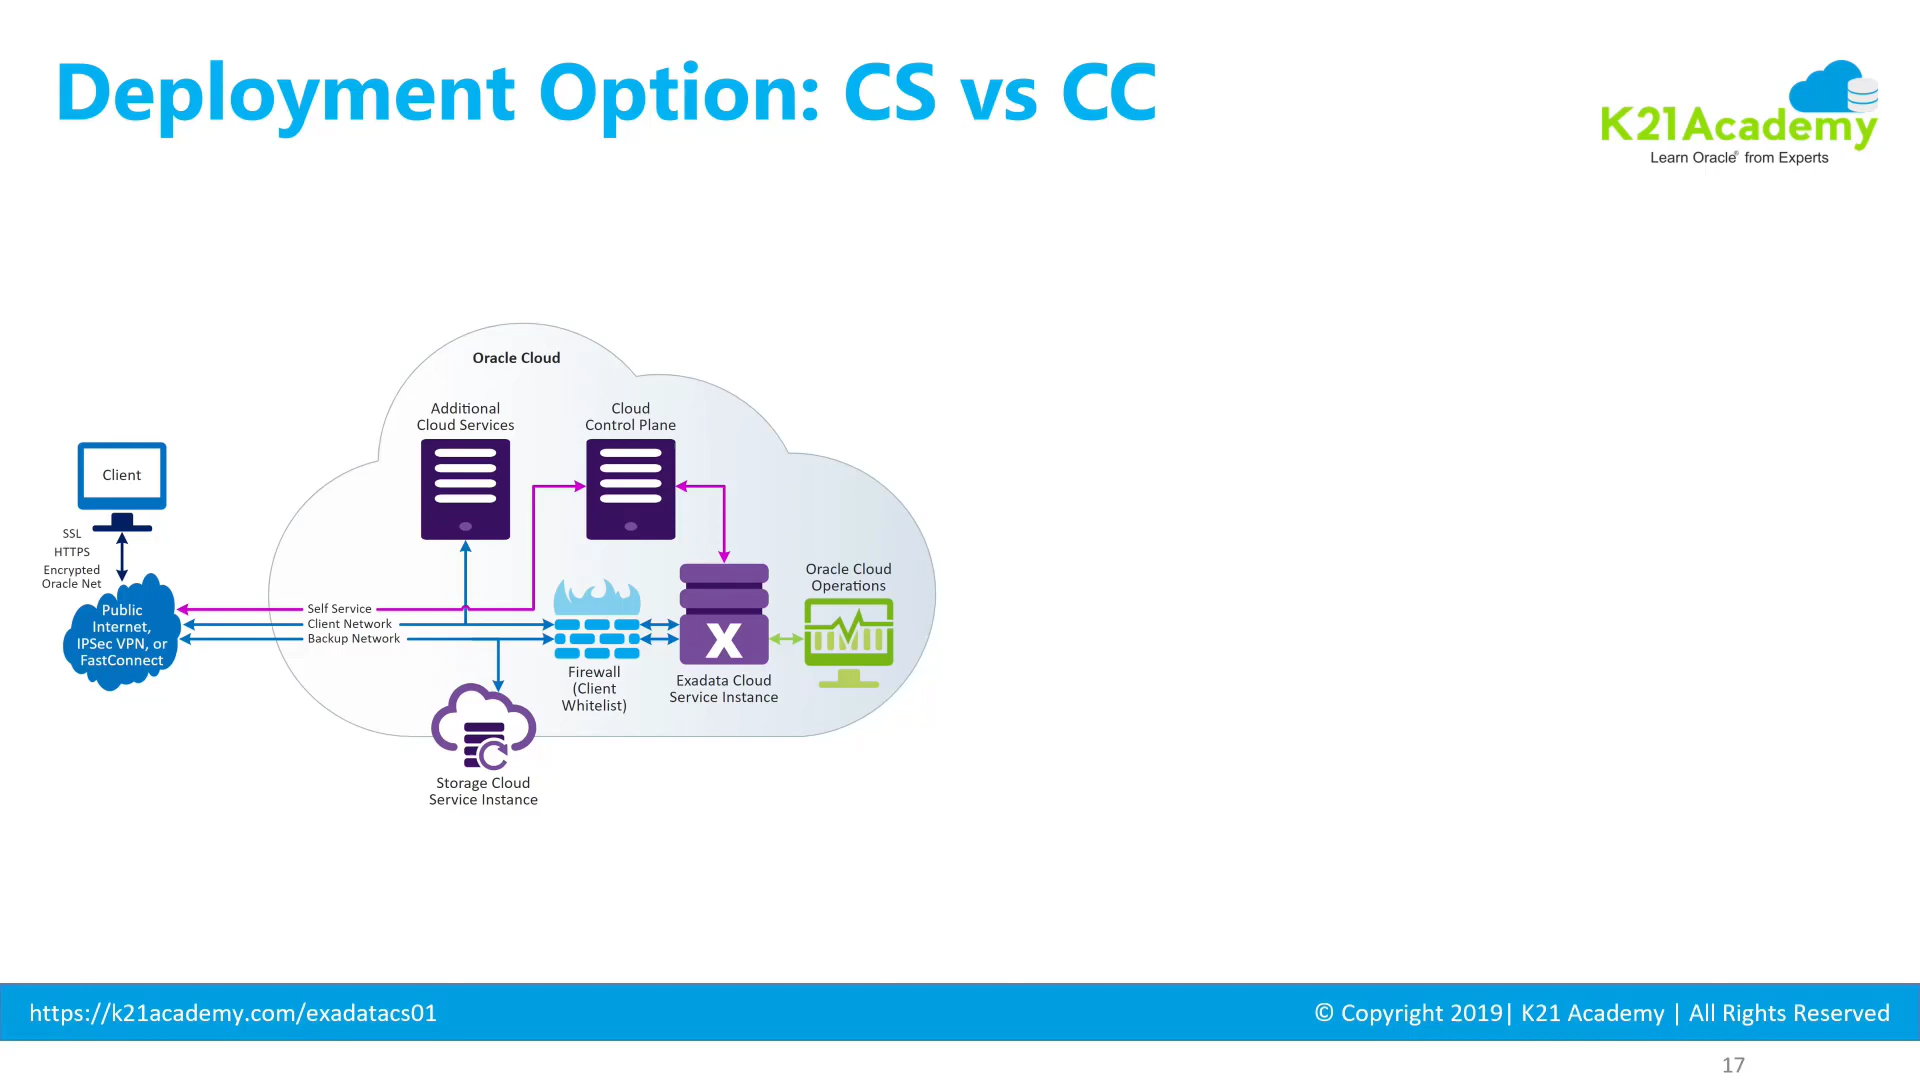 Deployment Option: CS vs CC
K21Academy
Learn Oracle® from Experts
Oracle Cloud
Additional
Cloud Services
Cloud
Control Plane
Client
SSL
HTTPS
Encrypted
Oracle Net
Public
Internet,
IPSec VPN, or
FastConnect
Self Service
Client Network
Backup Network
Firewall
(Client
Whitelist)
X
Exadata Cloud
Service Instance
Oracle Cloud
Operations
Storage Cloud
Service Instance
https://k21academy.com/exadatacs01
© Copyright 2019| K21 Academy | All Rights Reserved
17